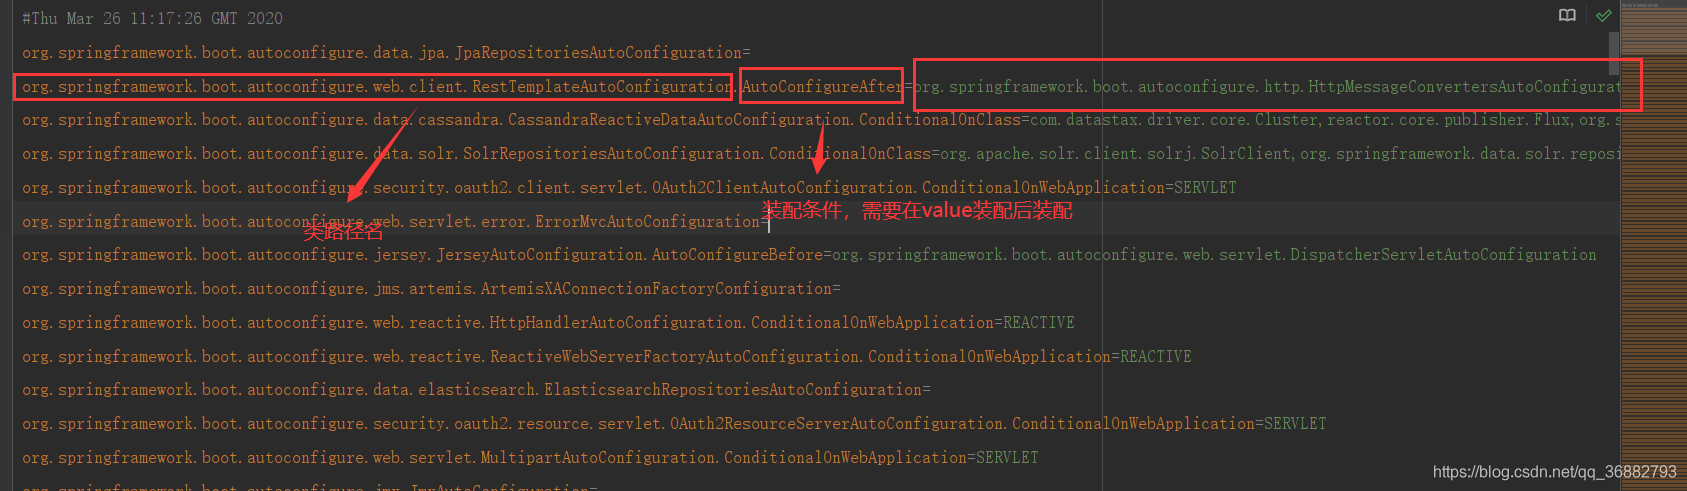 #Thu Mar 26 11:17:26 GMT 2020
org.springframework.boot.autoconfigure.data.jpa.JpaRepositoriesAutoConfiguration=
org.springframework.boot.autoconfigure.web.client.RestTemplateAutoConfiguration.AutoConfigureAfter=org.springframework.boot.autoconfigure.http.HttpMessageConvertersAutoConfigurat
org.springframework.boot.autoconfigure.data.cassandra.CassandraReactiveDataAutoConfiguration.ConditionalOnClass=com.datastax.driver.core.Cluster,reactor.core.publisher.Flux,org.s
org.springframework.boot.autoconfigure.data.solr.SolrRepositoriesAutoConfiguration.ConditionalOnClass=org.apache.solr.client.solrj.SolrClient,org.springframework.data.solr.reposi
org.springframework.boot.autoconfigure.security.oauth2.client.servlet.OAuth2ClientAutoConfiguration.ConditionalOnWebApplication=SERVLET
装配条件，需要在value装配后装配
org.springframework.boot.autoconfigure.web.servlet.error.ErrorMvcAutoConfiguration=
类路径名
org.springframework.boot.autoconfigure.jersey.JerseyAutoConfiguration.AutoConfigureBefore=org.springframework.boot.autoconfigure.web.servlet.DispatcherServletAutoConfiguration
org.springframework.boot.autoconfigure.jms.artemis.ArtemisXAConnectionFactoryConfiguration=
org.springframework.boot.autoconfigure.web.reactive.HttpHandlerAutoConfiguration.ConditionalOnWebApplication=REACTIVE
org.springframework.boot.autoconfigure.web.reactive.ReactiveWebServerFactoryAutoConfiguration.ConditionalOnWebApplication=REACTIVE
org.springframework.boot.autoconfigure.data.elasticsearch.ElasticsearchRepositoriesAutoConfiguration=
org.springframework.boot.autoconfigure.security.oauth2.resource.servlet.OAuth2ResourceServerAutoConfiguration.ConditionalOnWebApplication=SERVLET
org.springframework.boot.autoconfigure.web.servlet.MultipartAutoConfiguration.ConditionalOnWebApplication=SERVLET
org.springframework.boot.autoconfigure.jmx.JmxAutoConfiguration=
https://blog.csdn.net/qq_36882793